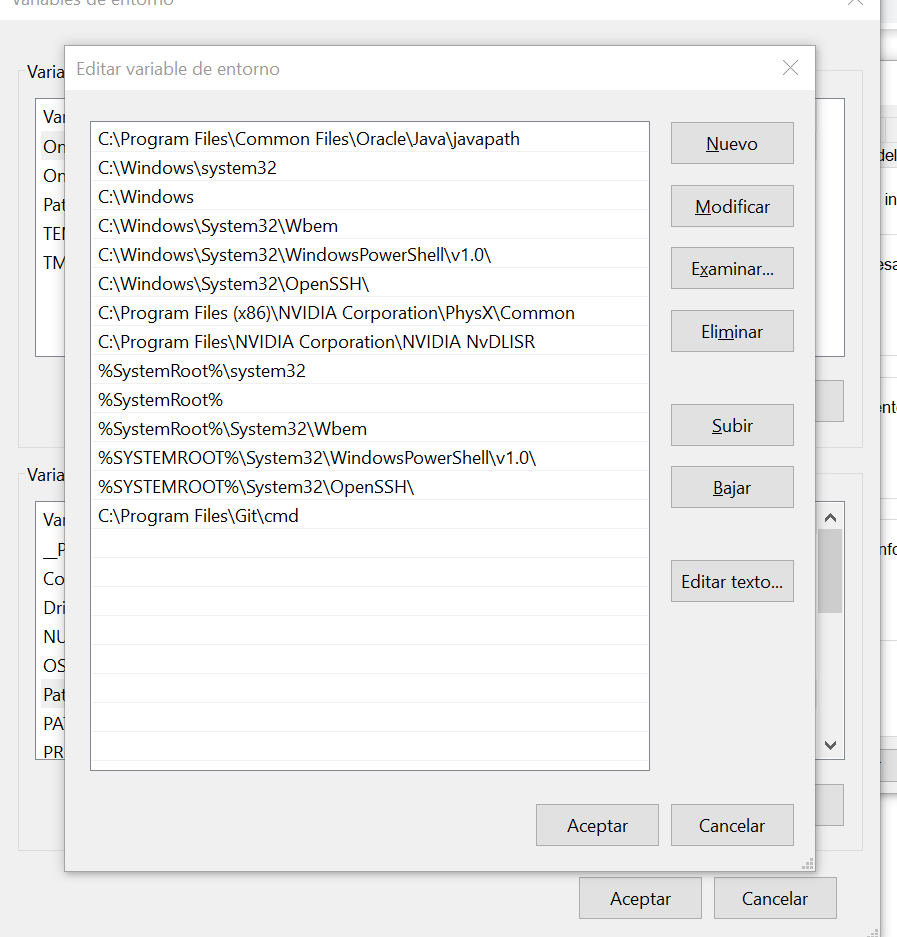 Variables de entorno
Editar variable de entorno
C:\Program Files\Common Files\Oracle\Java\javapath
C:\Windows\system32
C:\Windows
C:\Windows\System32\Wbem
C:\Windows\System32\WindowsPowerShell\v1.0\
C:\Windows\System32\OpenSSH\
C:\Program Files (x86)\NVIDIA Corporation\PhysX\Common
C:\Program Files\NVIDIA Corporation\NVIDIA NvDLISR
%SystemRoot%\system32
%SystemRoot%
%SystemRoot%\System32\Wbem
%SYSTEMROOT%\System32\WindowsPowerShell\v1.0\
%SYSTEMROOT%\System32\OpenSSH\
C:\Program Files\Git\cmd
Nuevo
Modificar
Examinar...
Eliminar
Subir
Bajar
Editar texto...
Aceptar
Cancelar
Varia
Var
On
On
Pat
TE
TM
Varia
Var
__P
Co
Dri
NU
OS
Pat
PA
PR
Aceptar
Cancelar
del
in
esa
ento
nfo